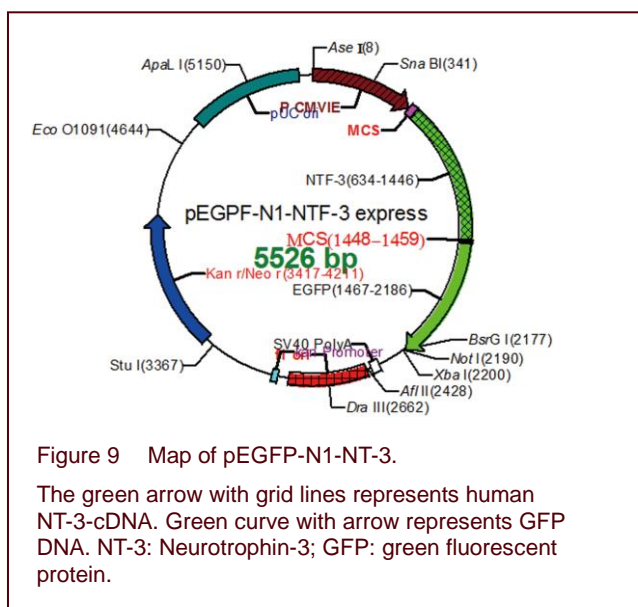 Ase I(8)
ApaL I(5150)
Sna BI(341)
P CMVIE
pUC ori
MCS
Eco O1091(4644)
NTF-3(634-1446)
pEGPF-N1-NTF-3 express
MCS(1448–1459)
5526 bp
Kan r/Neo r(3417-4211)
EGFP(1467-2186)
SV40 PolyA
Promoter
BsrG I(2177)
Not I(2190)
Stu I(3367)
Xba I(2200)
Afl II(2428)
Dra III(2662)
Figure 9 Map of pEGFP-N1-NT-3.
The green arrow with grid lines represents human
NT-3-cDNA. Green curve with arrow represents GFP
DNA. NT-3: Neurotrophin-3; GFP: green fluorescent
protein.